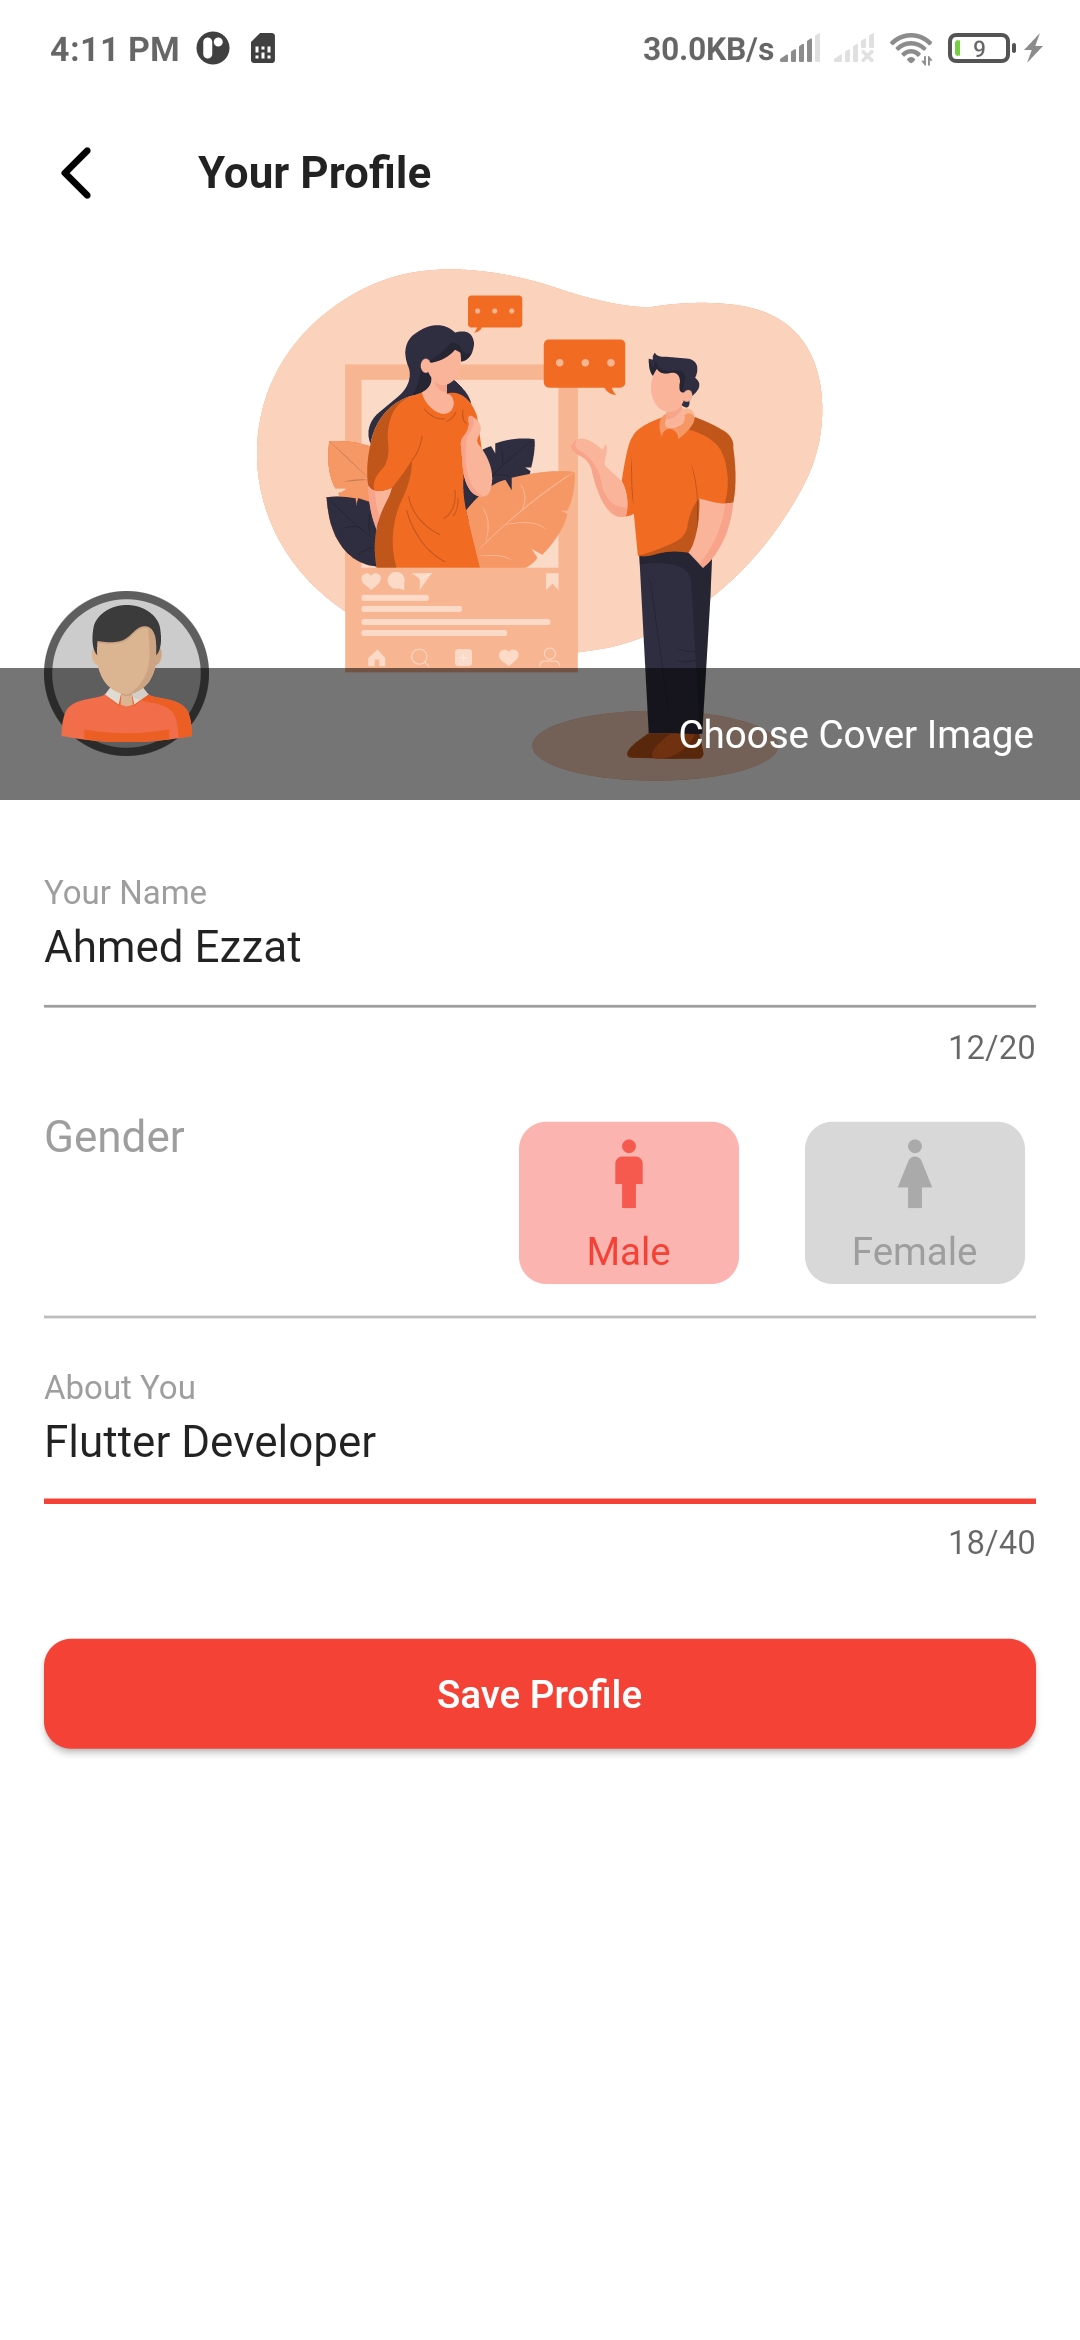 4:11 PM 30.0KB/s 9
Your Profile
Choose Cover Image
Your Name
Ahmed Ezzat
12/20
Gender
Male Female
About You
Flutter Developer
18/40
Save Profile